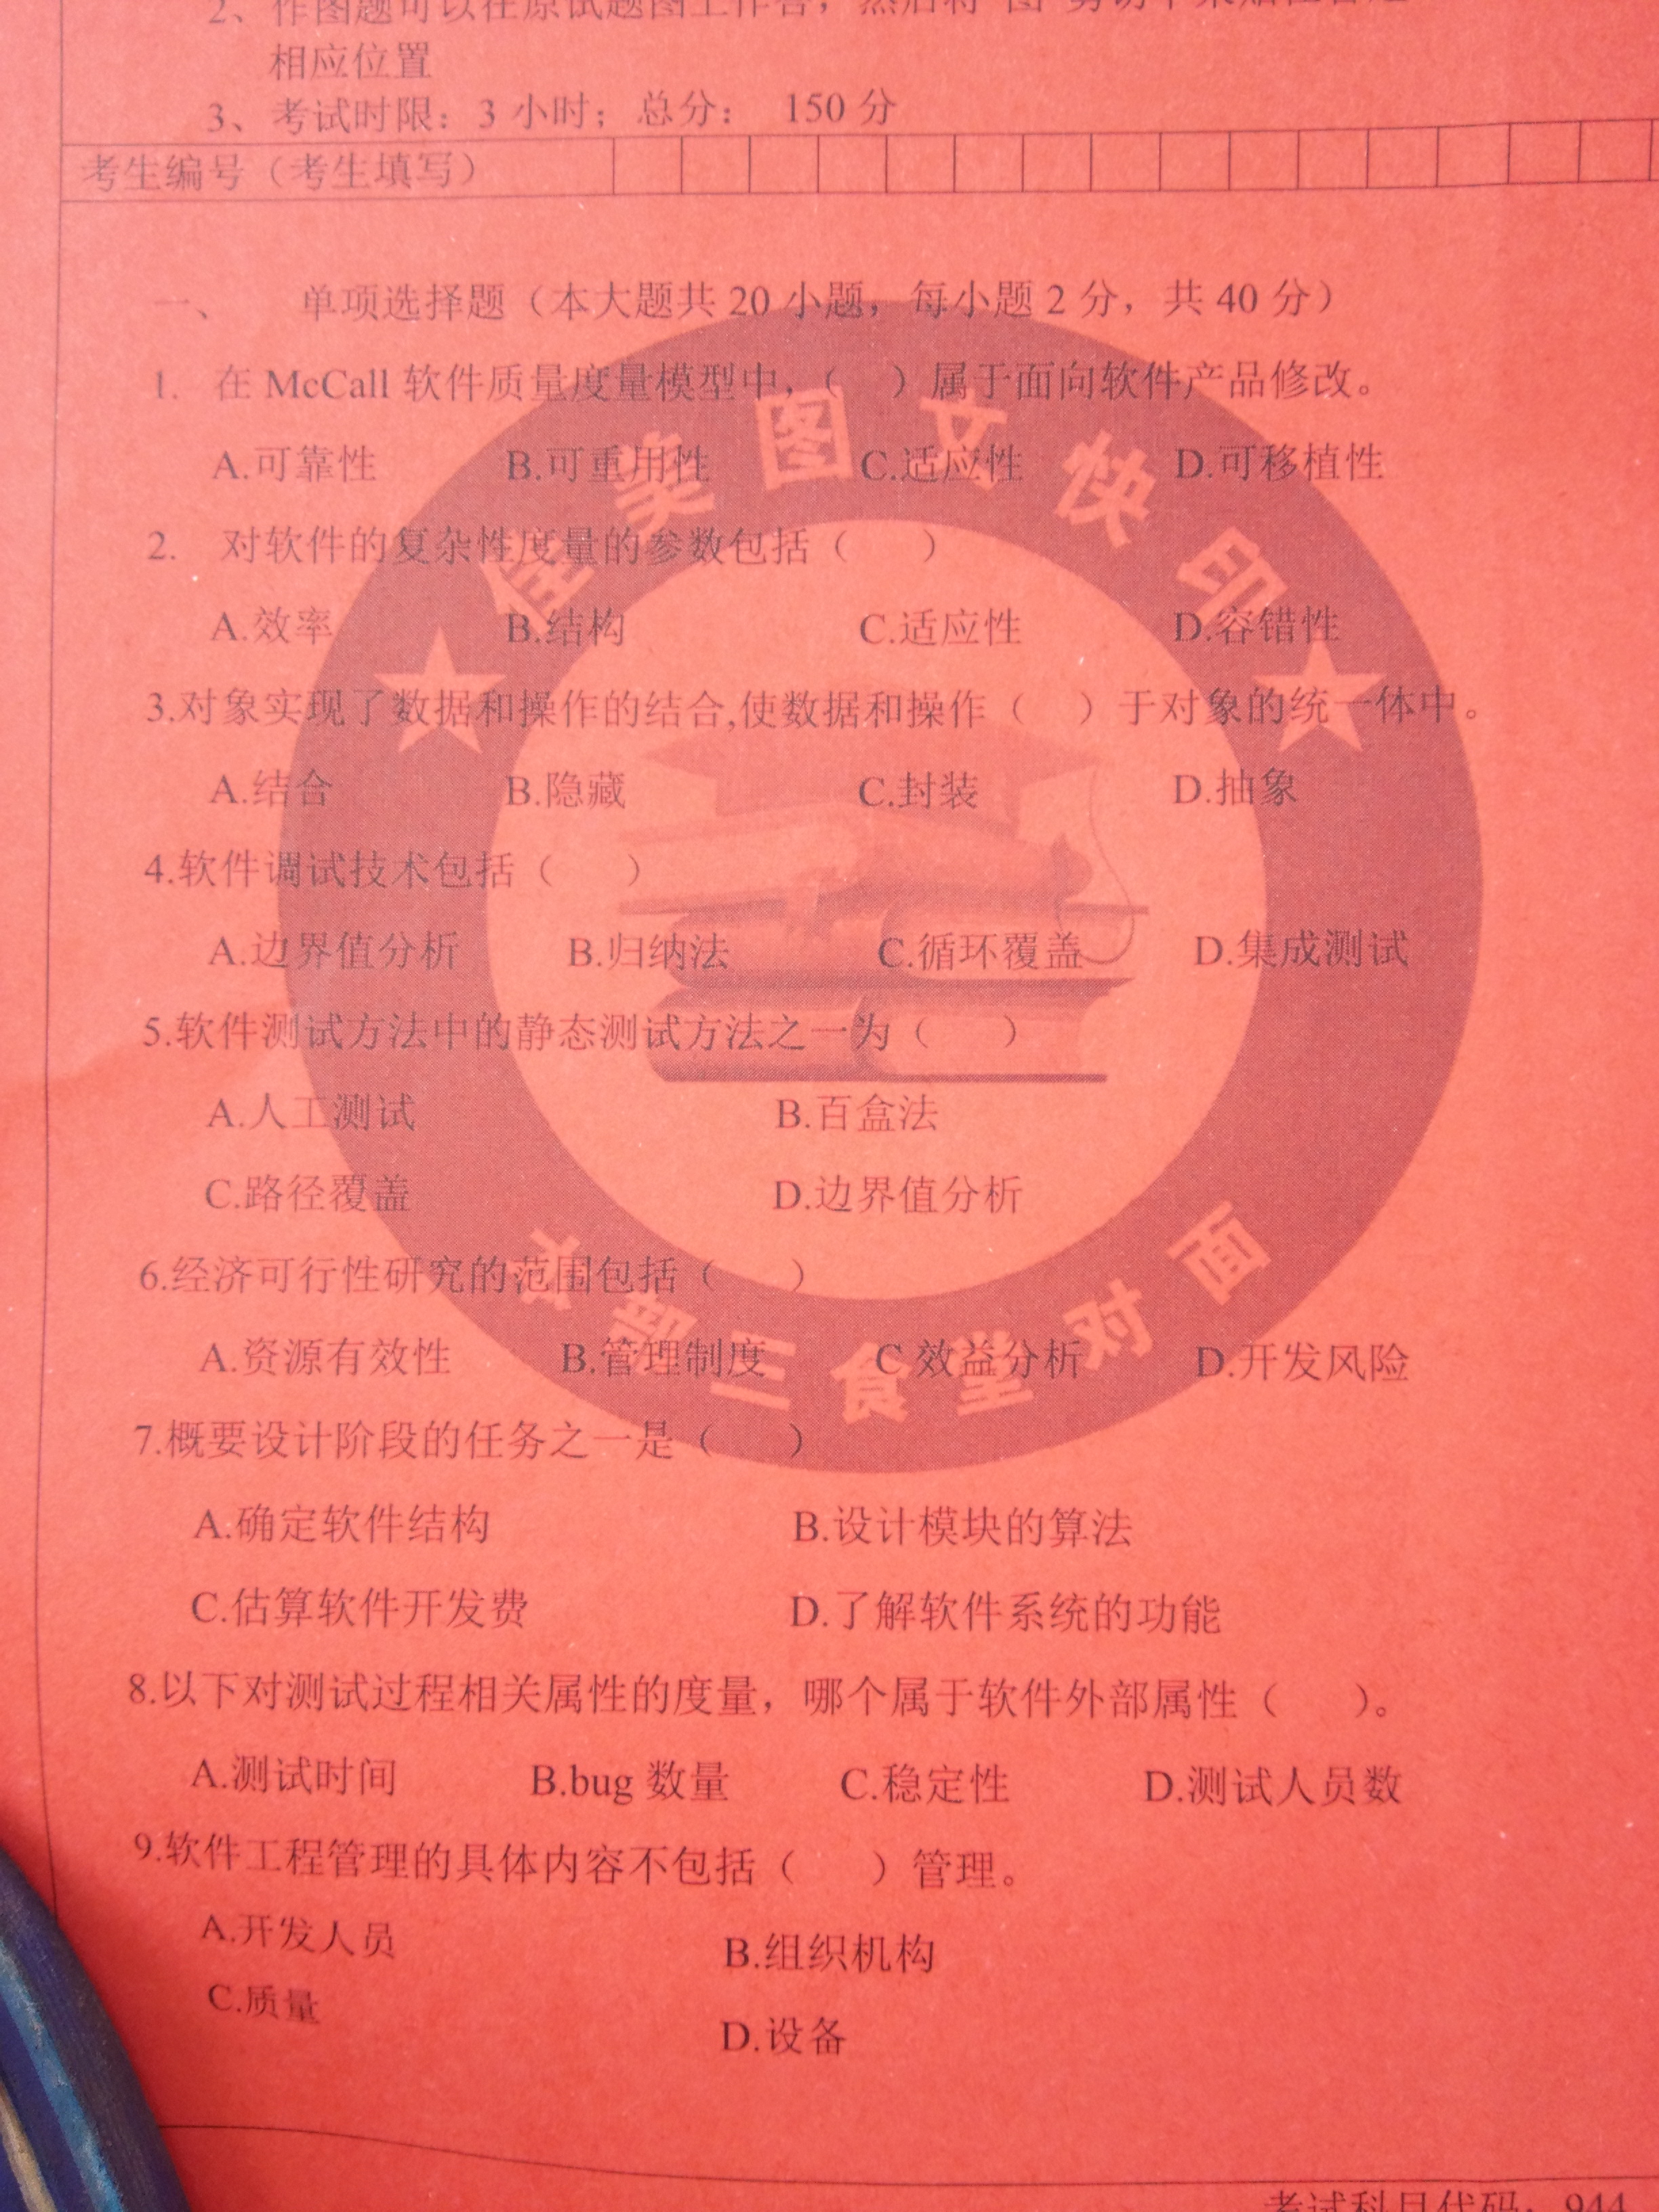 2、作图题可以在原试题图上作答，然后将"图"剪
相应位置
3、考试时限：3 小时；总分： 150 分
考生编号（考生填写）
一、 单项选择题（本大题共 20 小题，每小题 2 分，共 40 分）
1. 在 McCall 软件质量度量模型中，（ ）属于面向软件产品修改。
A.可靠性 B.可重用性 C.适应性 D.可移植性
2. 对软件的复杂性度量的参数包括（ ）
A.效率 B.结构 C.适应性 D.容错性
3.对象实现了数据和操作的结合,使数据和操作（ ）于对象的统一体中。
A.结合 B.隐藏 C.封装 D.抽象
4.软件调试技术包括（ ）
A.边界值分析 B.归纳法 C.循环覆盖 D.集成测试
5.软件测试方法中的静态测试方法之一为（ ）
A.人工测试 B.百盒法
C.路径覆盖 D.边界值分析
6.经济可行性研究的范围包括（ ）
A.资源有效性 B.管理制度 C 效益分析 D.开发风险
7.概要设计阶段的任务之一是（ ）
A.确定软件结构 B.设计模块的算法
C.估算软件开发费 D.了解软件系统的功能
8.以下对测试过程相关属性的度量，哪个属于软件外部属性（ ）。
A.测试时间 B.bug 数量 C.稳定性 D.测试人员数
9.软件工程管理的具体内容不包括（ ）管理。
A.开发人员 B.组织机构
C.质量 D.设备
考试科目代码：944
佳美图文快印
本部三食堂对面